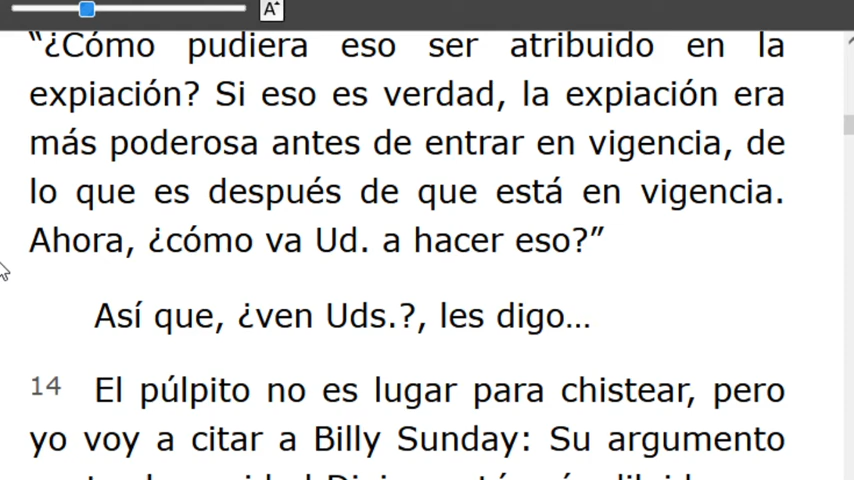 A
“¿Cómo pudiera eso ser atribuido en la
expiación? Si eso es verdad, la expiación era
más poderosa antes de entrar en vigencia, de
lo que es después de que está en vigencia.
Ahora, ¿cómo va Ud. a hacer eso?”
Así que, ¿ven Uds.?, les digo…
14 El púlpito no es lugar para chistear, pero
yo voy a citar a Billy Sunday: Su argumento